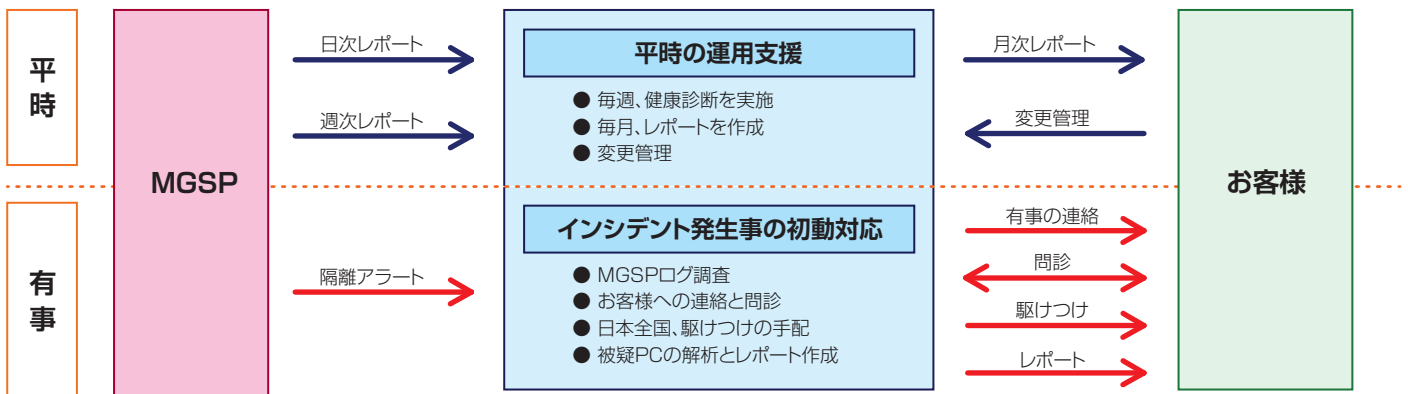 平時
MGSP
日次レポート
週次レポート
平時の運用支援
● 毎週、健康診断を実施
● 毎月、レポートを作成
● 変更管理
月次レポート
変更管理
お客様
有事
隔離アラート
インシデント発生事の初動対応
● MGSPログ調査
● お客様への連絡と問診
● 日本全国、駆けつけの手配
● 被疑PCの解析とレポート作成
有事の連絡
問診
駆けつけ
レポート